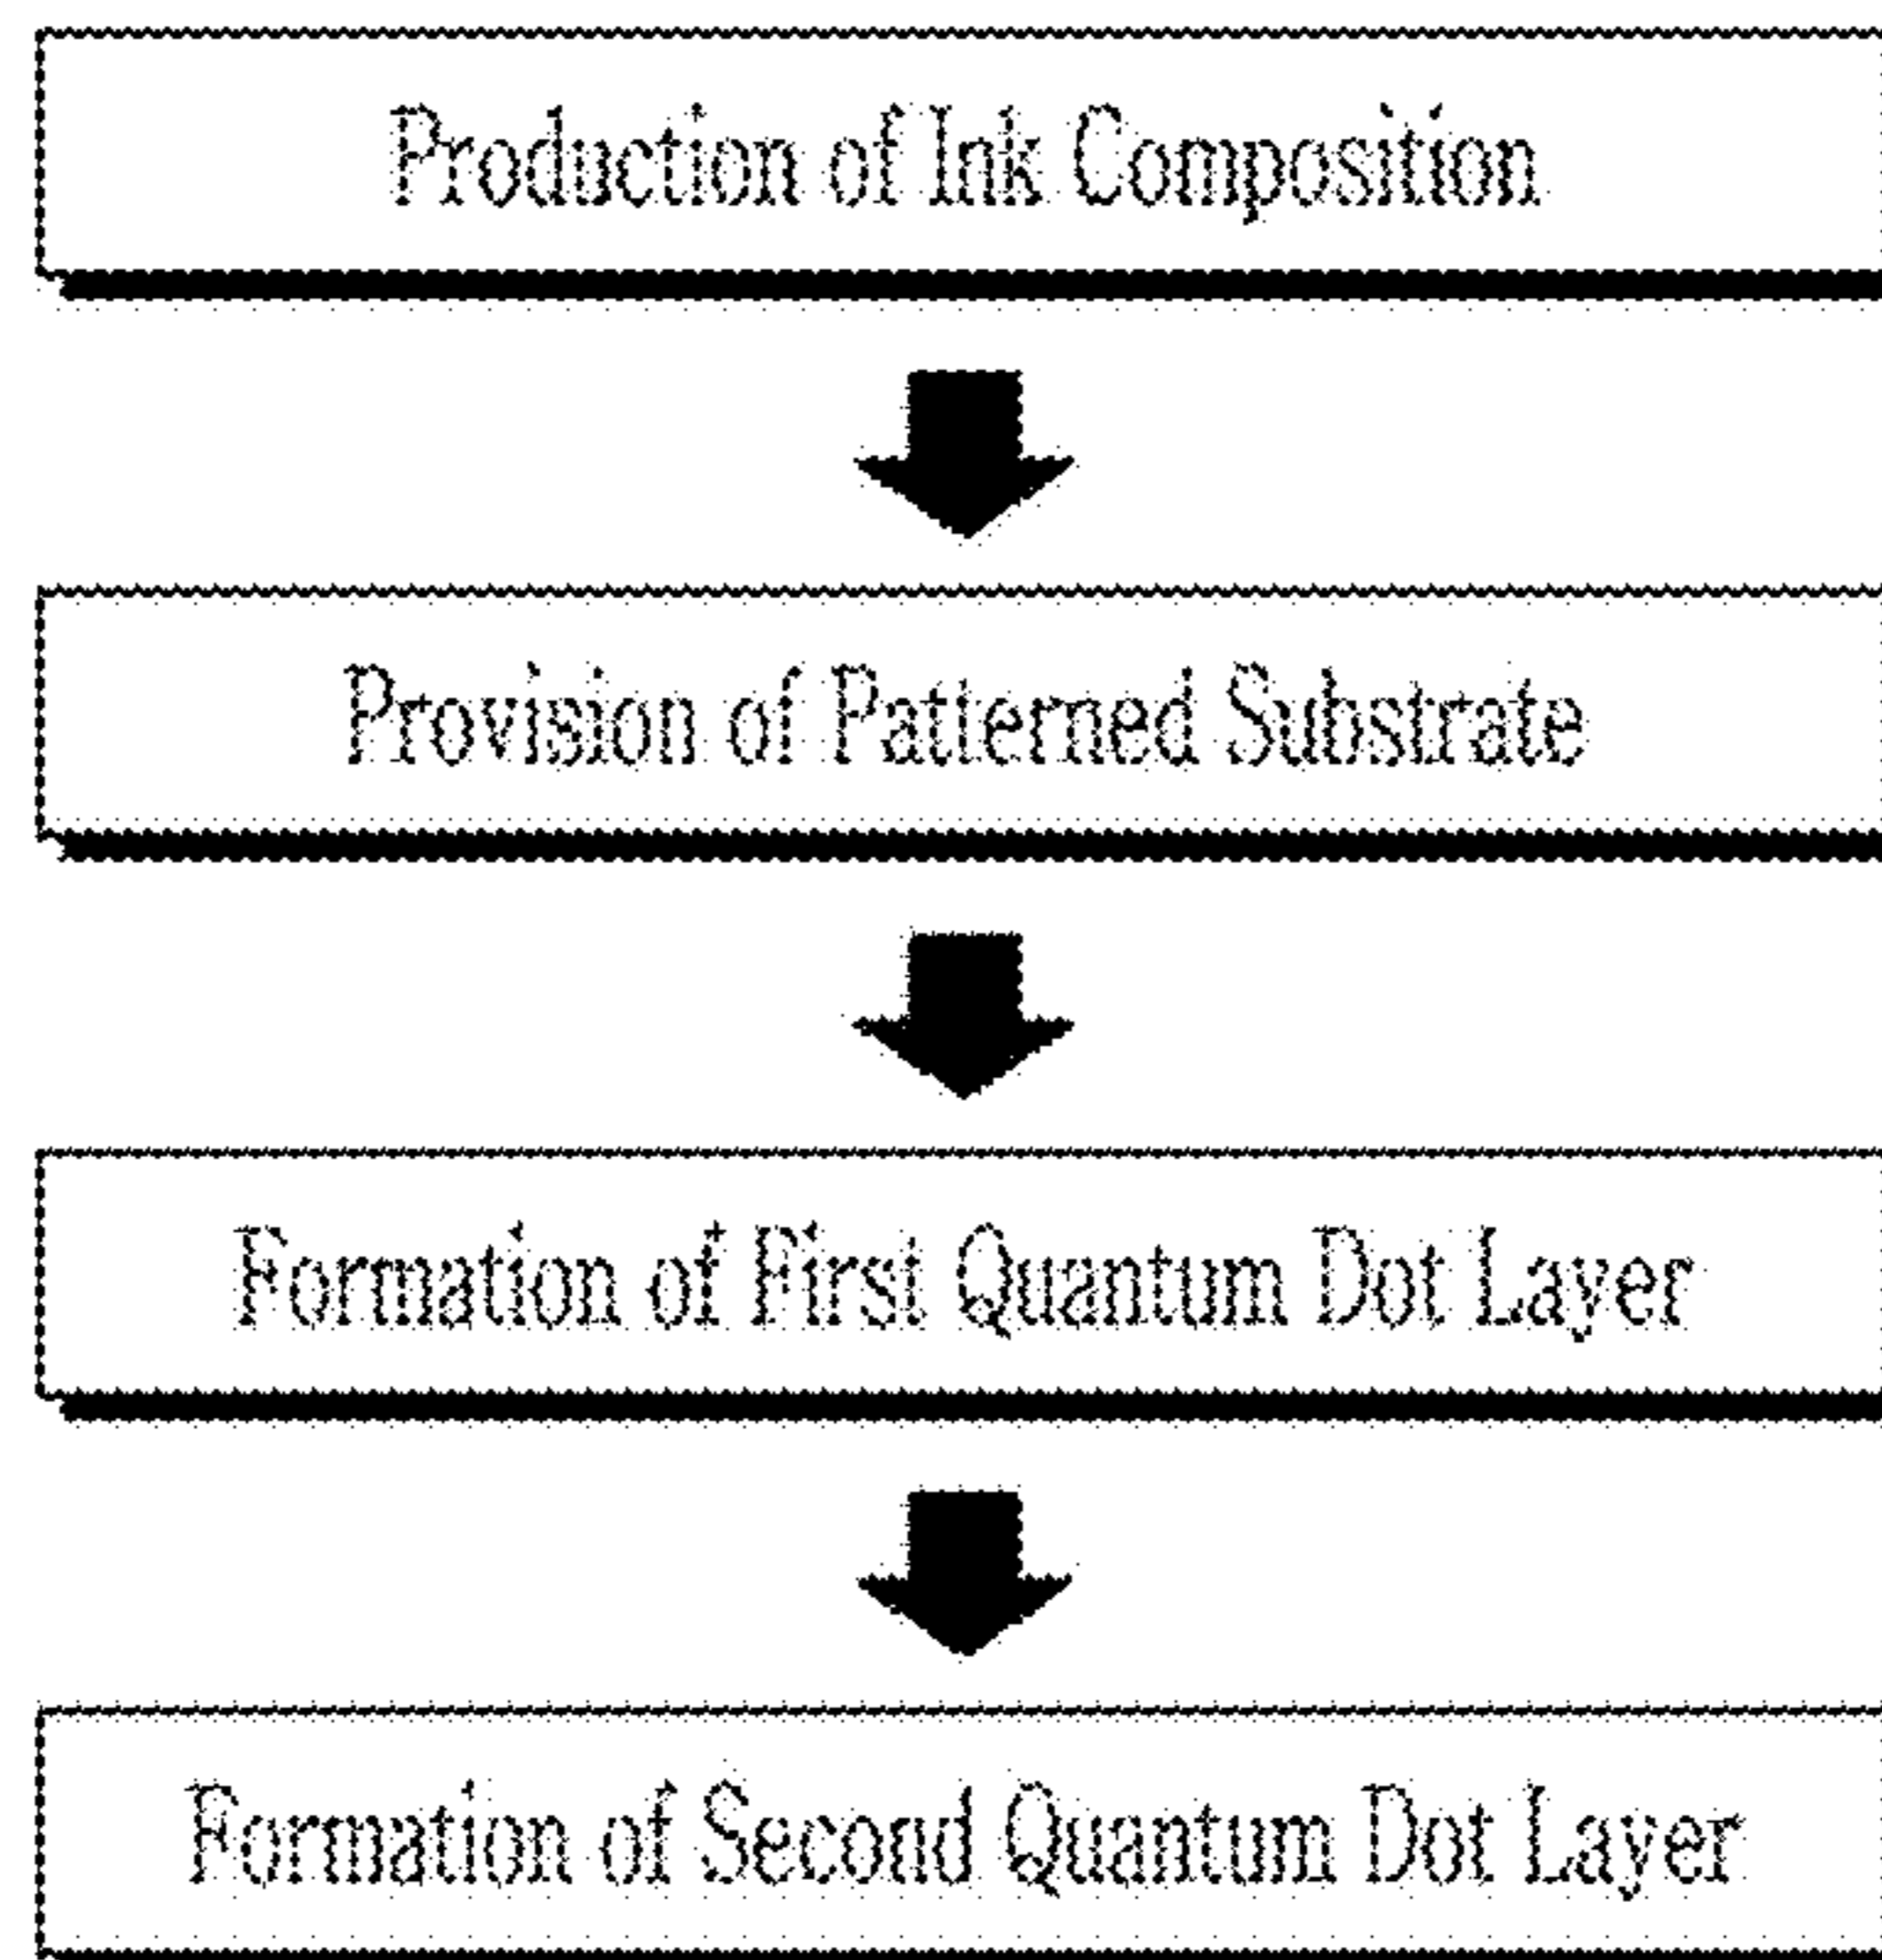 Production of Ink Composition
Provision of Patterned Substrate
Formation of First Quantum Dot Layer
Formation of Second Quantum Dot Layer